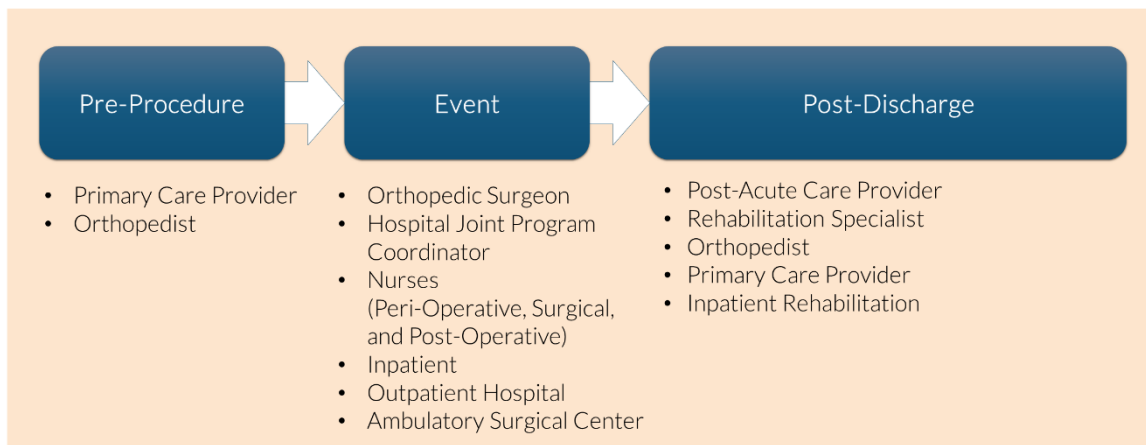 Pre-Procedure
Event
Post-Discharge
• Primary Care Provider
• Orthopedist
• Orthopedic Surgeon
• Hospital Joint Program
Coordinator
• Nurses
(Peri-Operative, Surgical,
and Post-Operative)
• Inpatient
• Outpatient Hospital
• Ambulatory Surgical Center
• Post-Acute Care Provider
• Rehabilitation Specialist
• Orthopedist
• Primary Care Provider
• Inpatient Rehabilitation